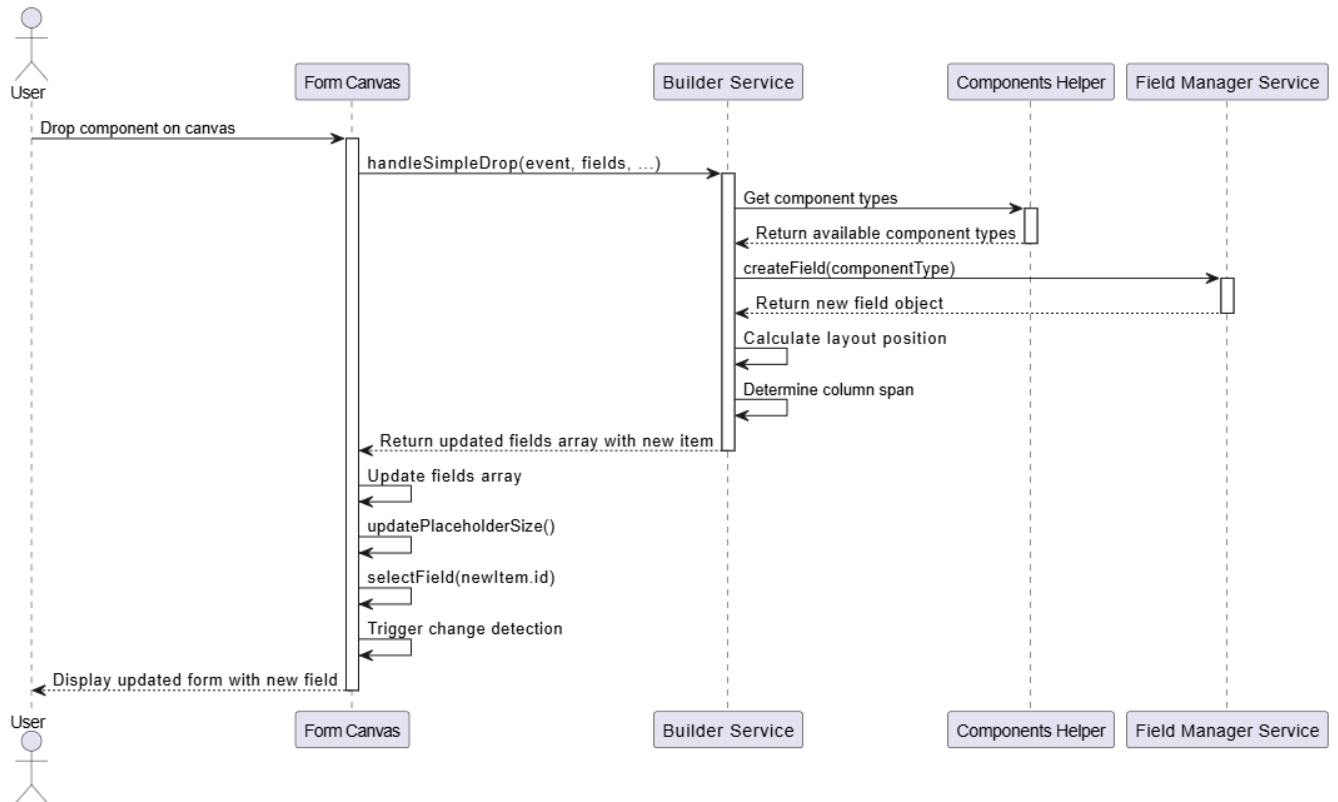 User
Form Canvas
Builder Service
Components Helper
Field Manager Service
Drop component on canvas
handleSimpleDrop(event, fields, ...)
Get component types
Return available component types
createField(componentType)
Return new field object
Calculate layout position
Determine column span
Return updated fields array with new item
Update fields array
updatePlaceholderSize()
selectField(newItem.id)
Trigger change detection
Display updated form with new field
User
Form Canvas
Builder Service
Components Helper
Field Manager Service